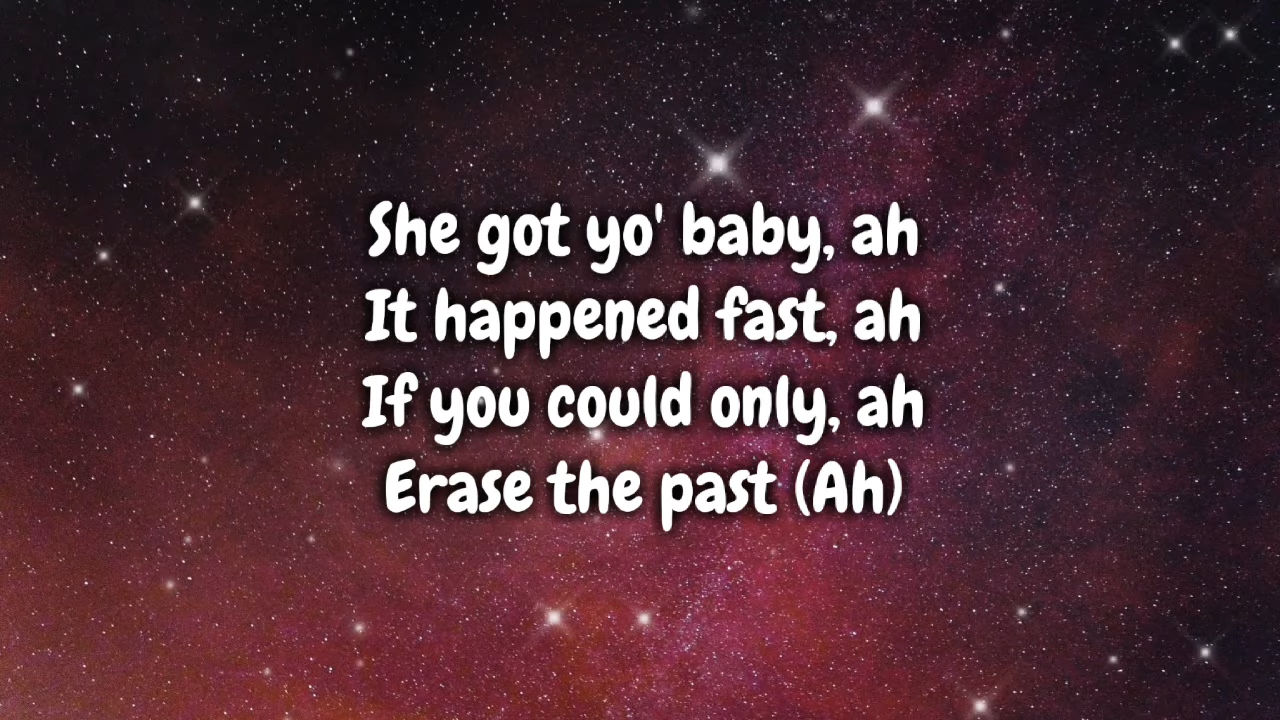 She got yo' baby, ah
It happened fast, ah
If you could only, ah
Erase the past (Ah)